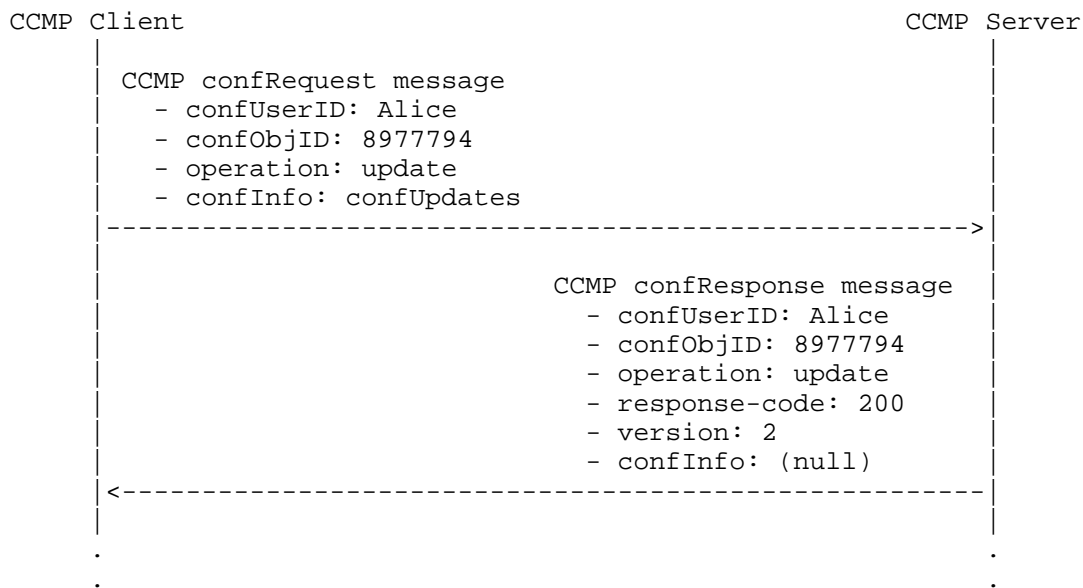 CCMP Client CCMP Server
CCMP confRequest message
- confUserID: Alice
- confObjID: 8977794
- operation: update
- confInfo: confUpdates
CCMP confResponse message
- confUserID: Alice
- confObjID: 8977794
- operation: update
- response-code: 200
- version: 2
- confInfo: (null)